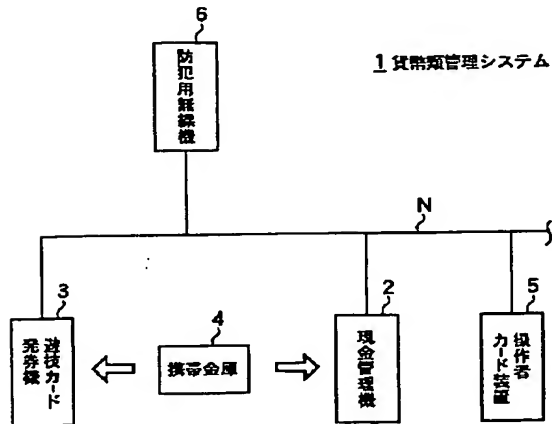 6
防犯用無線機
1 貨幣類管理システム
N
3
遊技カード
発券機
4
携帯金庫
2
現金管理機
5
操作者
カード装置